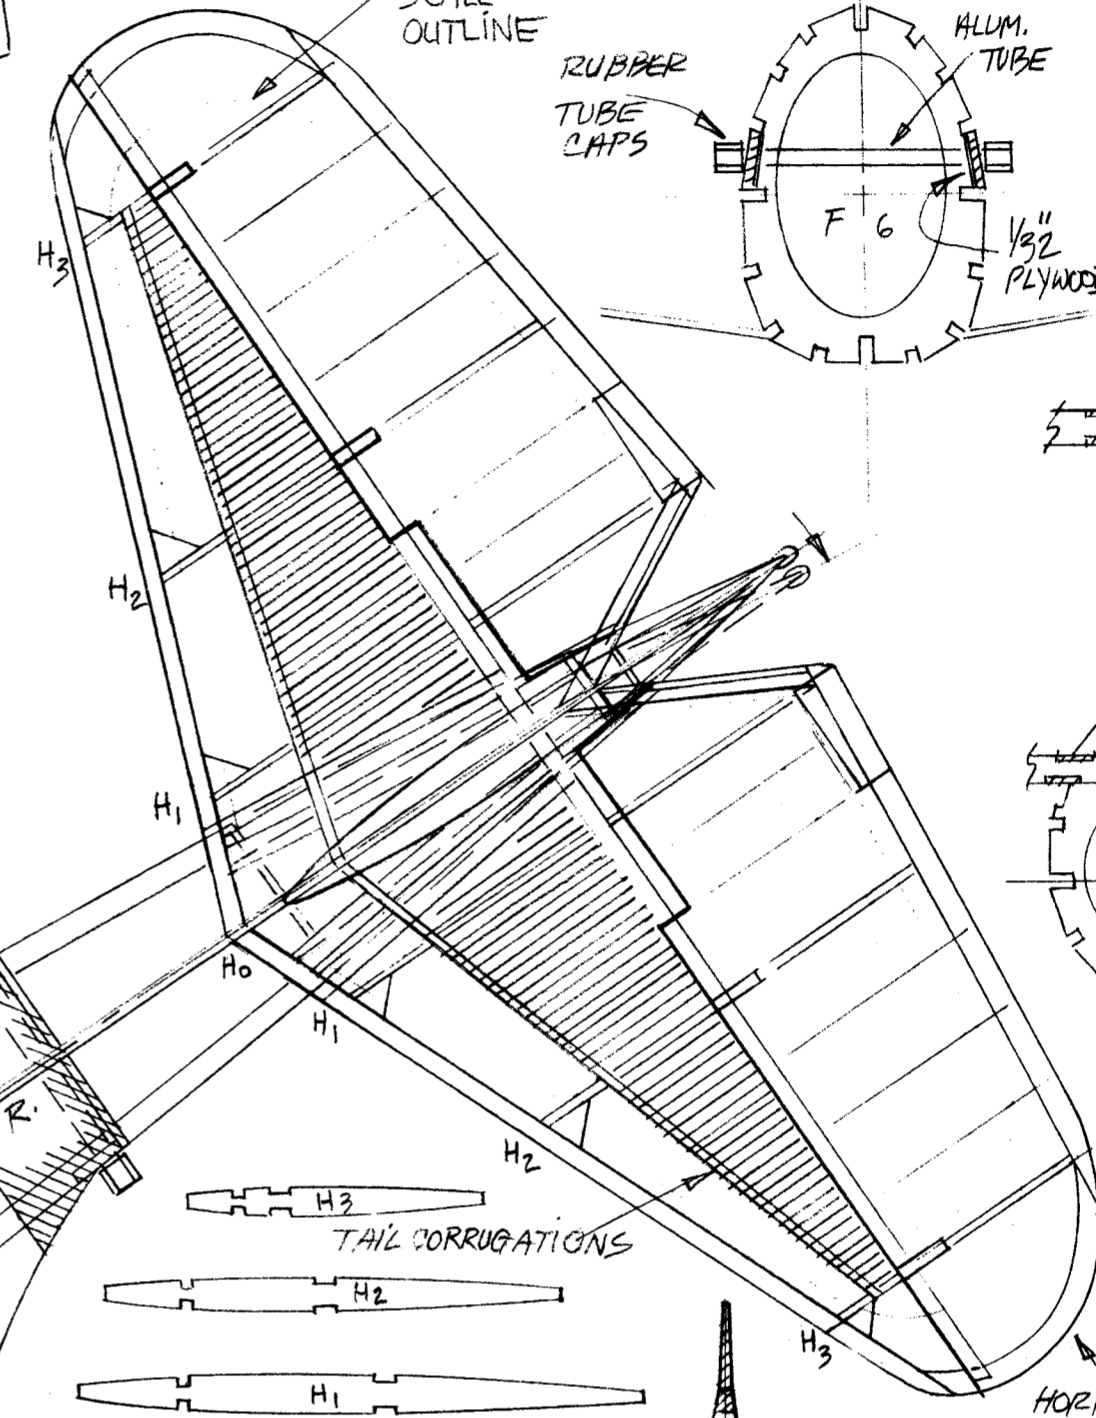 OUTLINE
RUBBER
TUBE
CAPS
ALUM.
TUBE
F 6
1/32"
H3
H2
H1
H0
H1
R.
H2
H3
TAIL CORRUGATIONS
H2
H3
H1